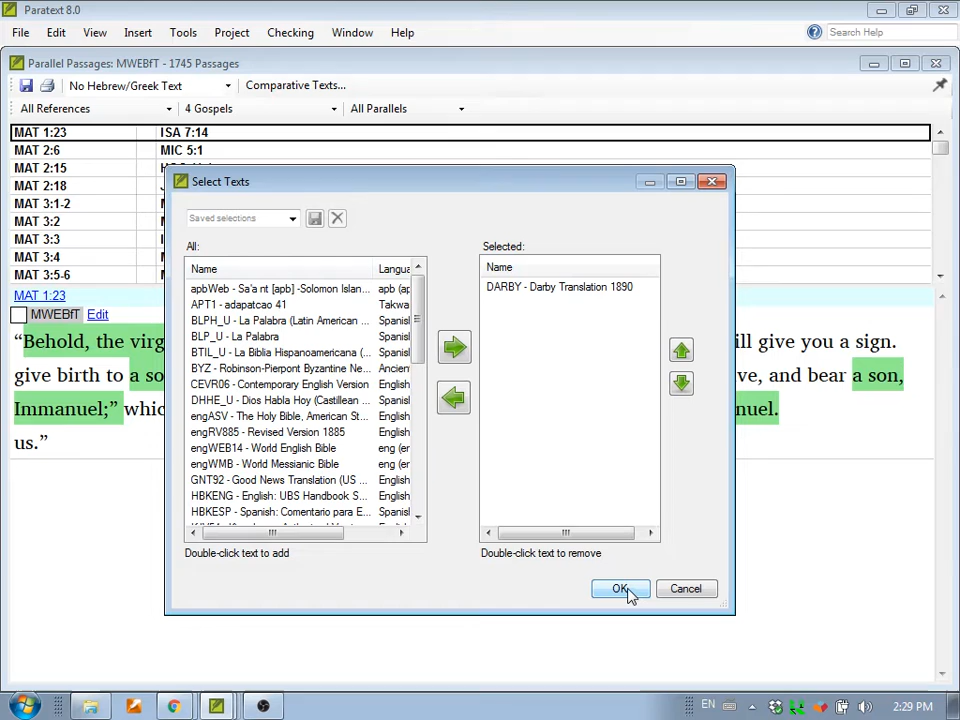 Paratext 8.0
File Edit View Insert Tools Project Checking Window Help Search Help
Parallel Passages: MWEBfT - 1745 Passages
No Hebrew/Greek Text Comparative Texts...
All References 4 Gospels All Parallels
MAT 1:23 ISA 7:14
MAT 2:6 MIC 5:1
MAT 2:15
MAT 2:18
MAT 3:1-2
MAT 3:2
MAT 3:3
MAT 3:4
MAT 3:5-6
MAT 1:23
MWEBfT Edit
“Behold, the virg
ill give you a sign.
give birth to a so
ve, and bear a son,
Immanuel;” whic
nuel.
us.”
Select Texts
Saved selections
All:
Name Langua
apbWeb - Sa'a nt [apb] -Solomon Islan... apb (a
APT1 - adapatcao 41 Takwa
BLPH_U - La Palabra (Latin American ... Spanish
BLP_U - La Palabra Spanish
BTIL_U - La Biblia Hispanoamericana (... Spanish
BYZ - Robinson-Pierpont Byzantine Ne... Ancien
CEVR06 - Contemporary English Version English
DHHE_U - Dios Habla Hoy (Castillean ... Spanish
engASV - The Holy Bible, American St... English
engRV885 - Revised Version 1885 English
engWEB14 - World English Bible eng (er
engWMB - World Messianic Bible eng (er
GNT92 - Good News Translation (US ... English
HBKENG - English: UBS Handbook S... English
HBKESP - Spanish: Comentario para E... Spanish
Double-click text to add
Selected:
Name
DARBY - Darby Translation 1890
Double-click text to remove
OK Cancel
EN 2:29 PM